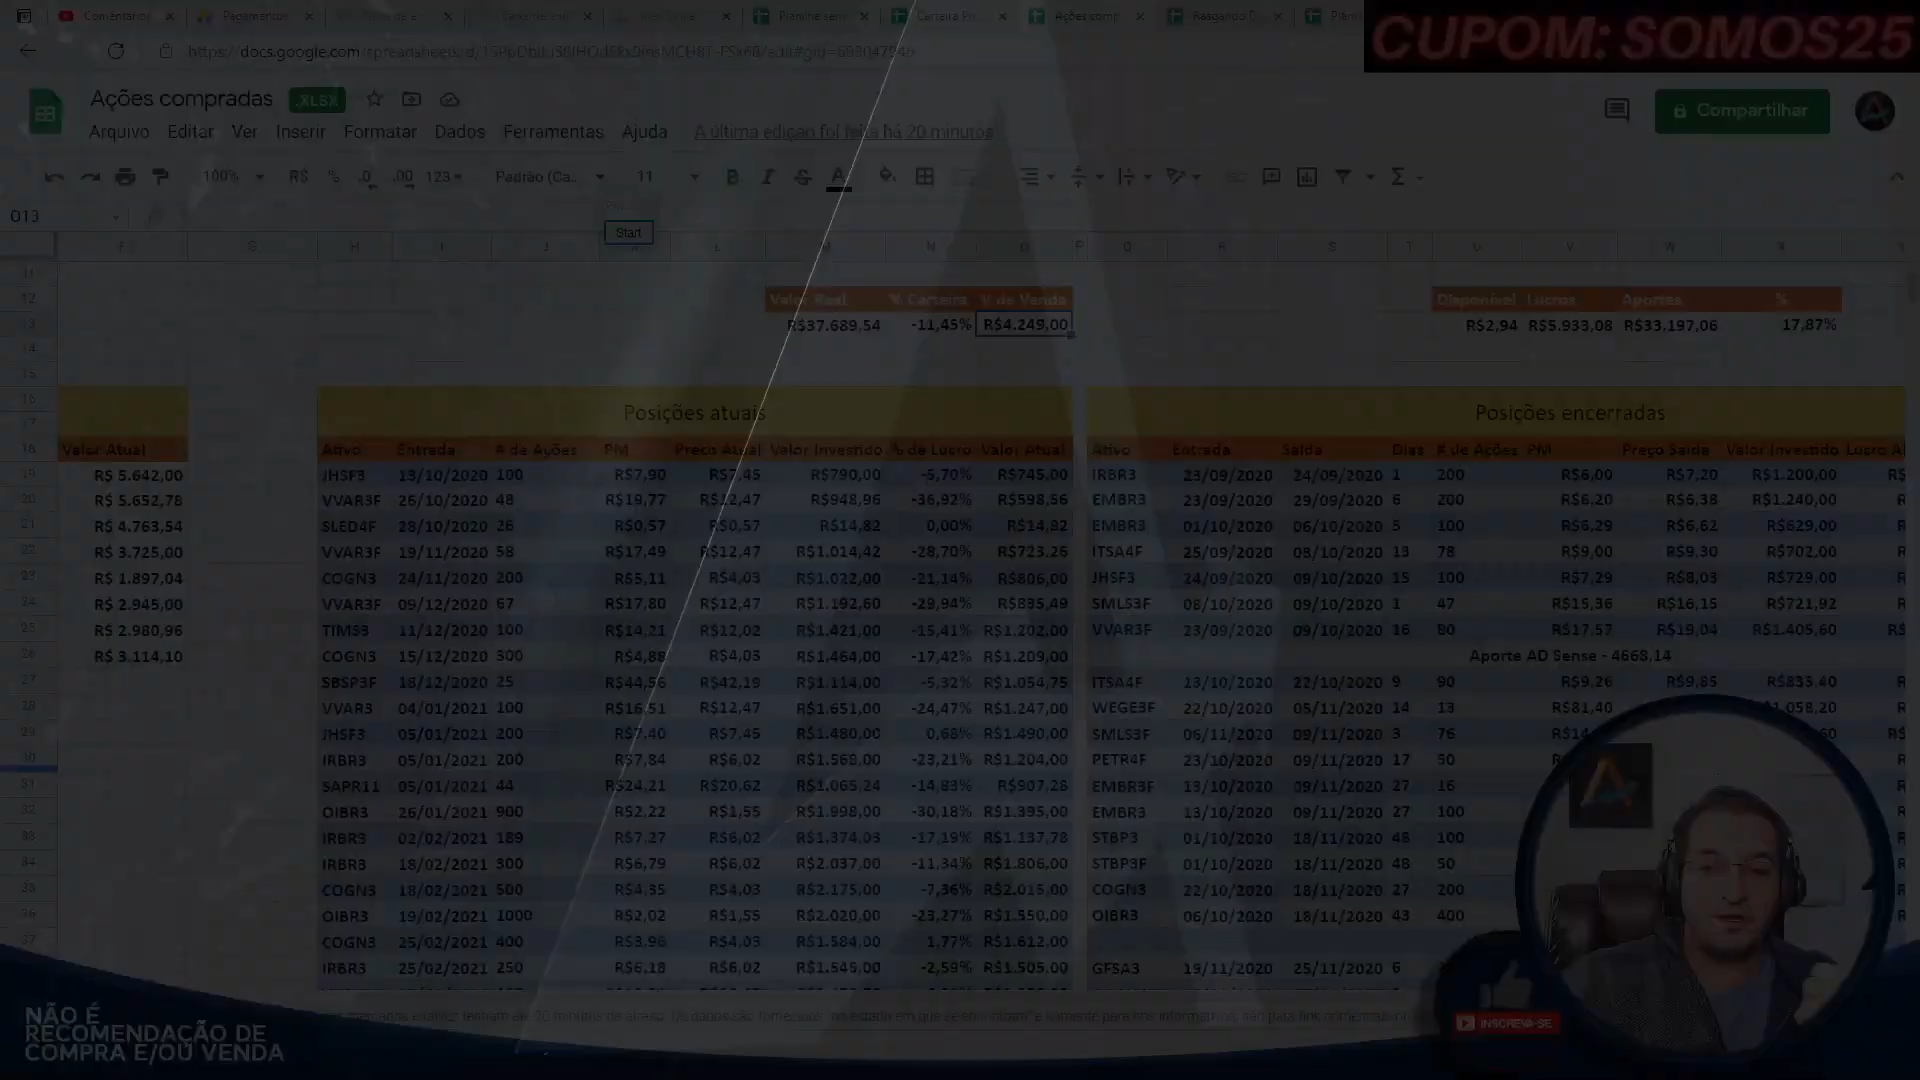 CUPOM: SOMOS25
Comentários
Pagamentos
Carteira
Ações comp
Rasgando D
https://docs.google.com
Ações compradas .XLSX
Compartilhar
Arquivo Editar Ver Inserir Formatar Dados Ferramentas Ajuda A última edição foi feita há 20 minutos
100% R$ % .0 .00 123 Padrão (Ca... 11
O13
Start
Valor Real % Carteira V de Venda Disponível Lucros Aportes %
R$37.689,54 -11,45% R$4.249,00 R$2,94 R$5.933,08 R$33.197,06 17,87%
Posições atuais Posições encerradas
Valor Atual Ativo Entrada # de Ações PM Preço Atual Valor Investido % de Lucro Valor Atual Ativo Entrada Saída Dias # de Ações PM Preço Saída Valor Investido
R$ 5.642,00 JHSF3 13/10/2020 100 R$7,90 R$7,45 R$790,00 -5,70% R$745,00 IRBR3 23/09/2020 24/09/2020 1 200 R$6,00 R$7,20 R$1.200,00
R$ 5.652,78 VVAR3F 26/10/2020 48 R$19,77 R$12,47 R$948,96 -36,92% R$598,56 EMBR3 23/09/2020 29/09/2020 6 200 R$6,20 R$6,38 R$1.240,00
R$ 4.763,54 SLED4F 28/10/2020 26 R$0,57 R$0,57 R$14,82 0,00% R$14,82 EMBR3 01/10/2020 06/10/2020 5 100 R$6,29 R$6,62 R$629,00
R$ 3.725,00 VVAR3F 19/11/2020 58 R$17,49 R$12,47 R$1.014,42 -28,70% R$723,26 ITSA4F 25/09/2020 08/10/2020 13 78 R$9,00 R$9,30 R$702,00
R$ 1.897,04 COGN3 24/11/2020 200 R$5,11 R$4,03 R$1.022,00 -21,14% R$806,00 JHSF3 24/09/2020 09/10/2020 15 100 R$7,29 R$8,03 R$729,00
R$ 2.945,00 VVAR3F 09/12/2020 67 R$17,80 R$12,47 R$1.192,60 -29,94% R$835,49 SMLS3F 08/10/2020 09/10/2020 1 47 R$15,36 R$16,15 R$721,92
R$ 2.980,96 TIMS3 11/12/2020 100 R$14,21 R$12,02 R$1.421,00 -15,41% R$1.202,00 VVAR3F 23/09/2020 09/10/2020 16 80 R$17,57 R$19,04 R$1.405,60
R$ 3.114,10 COGN3 15/12/2020 300 R$4,88 R$4,03 R$1.464,00 -17,42% R$1.209,00 Aporte AD Sense - 4668,14
SBSP3F 18/12/2020 25 R$44,56 R$42,19 R$1.114,00 -5,32% R$1.054,75 ITSA4F 13/10/2020 22/10/2020 9 90 R$9,26 R$9,85 R$833,40
VVAR3 04/01/2021 100 R$16,51 R$12,47 R$1.651,00 -24,47% R$1.247,00 WEGE3F 22/10/2020 05/11/2020 14 13 R$81,40
JHSF3 05/01/2021 200 R$7,40 R$7,45 R$1.480,00 0,68% R$1.490,00 SMLS3F 06/11/2020 09/11/2020 3 76
IRBR3 05/01/2021 200 R$7,84 R$6,02 R$1.568,00 -23,21% R$1.204,00 PETR4F 23/10/2020 09/11/2020 17 50
SAPR11 05/01/2021 44 R$24,21 R$20,62 R$1.065,24 -14,83% R$907,28 EMBR3F 13/10/2020 09/11/2020 27 16
OIBR3 26/01/2021 900 R$2,22 R$1,55 R$1.998,00 -30,18% R$1.395,00 EMBR3 13/10/2020 09/11/2020 27 100
IRBR3 02/02/2021 189 R$7,27 R$6,02 R$1.374,03 -17,19% R$1.137,78 STBP3 01/10/2020 18/11/2020 48 100
IRBR3 18/02/2021 300 R$6,79 R$6,02 R$2.037,00 -11,34% R$1.806,00 STBP3F 01/10/2020 18/11/2020 48 50
COGN3 18/02/2021 500 R$4,35 R$4,03 R$2.175,00 -7,36% R$2.015,00 COGN3 22/10/2020 18/11/2020 27 200
OIBR3 19/02/2021 1000 R$2,02 R$1,55 R$2.020,00 -23,27% R$1.550,00 OIBR3 06/10/2020 18/11/2020 43 400
COGN3 25/02/2021 400 R$3,96 R$4,03 R$1.584,00 1,77% R$1.612,00
IRBR3 25/02/2021 250 R$6,18 R$6,02 R$1.545,00 -2,59% R$1.505,00 GFSA3 19/11/2020 25/11/2020 6
NÃO É
RECOMENDAÇÃO DE
COMPRA E/OU VENDA
INSCREVA-SE